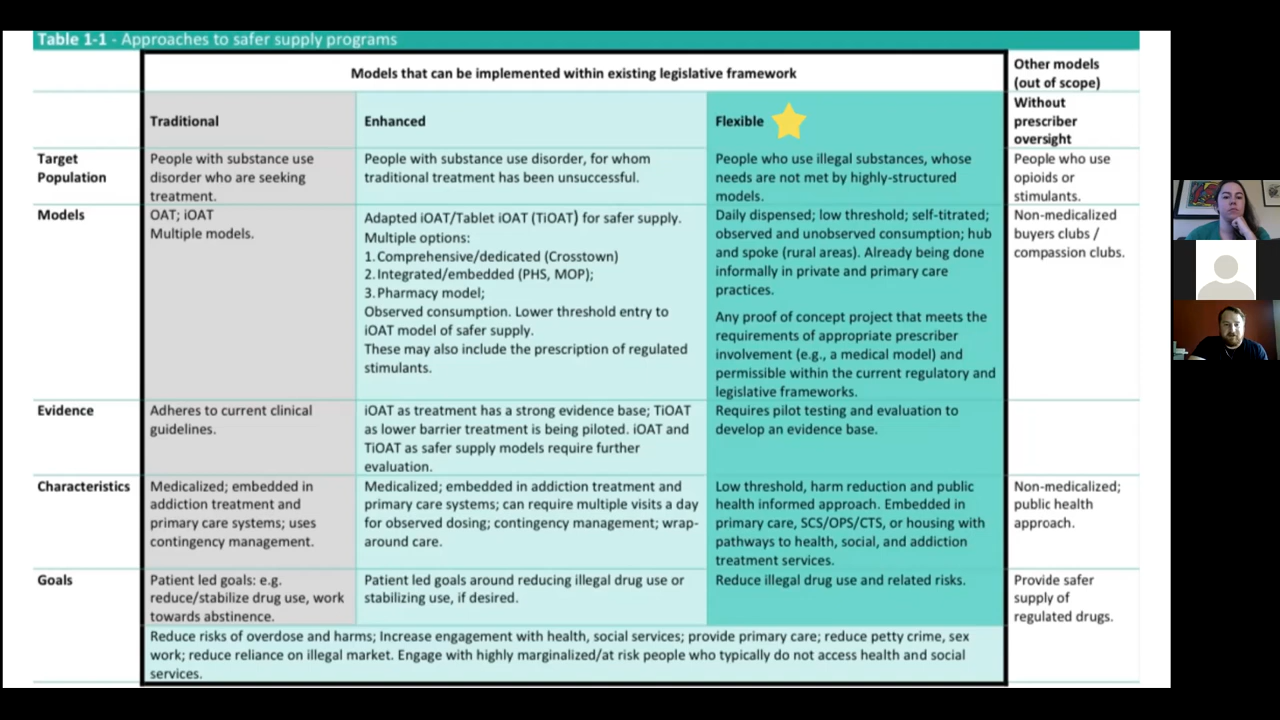 Table 1-1 - Approaches to safer supply programs
Models that can be implemented within existing legislative framework
Other models
(out of scope)
Traditional
Enhanced
Flexible
Without
prescriber
oversight
Target
Population
People with substance use
disorder who are seeking
treatment.
People with substance use disorder, for whom
traditional treatment has been unsuccessful.
People who use illegal substances, whose
needs are not met by highly-structured
models.
People who use
opioids or
stimulants.
Models
OAT; iOAT
Multiple models.
Adapted iOAT/Tablet iOAT (TiOAT) for safer supply.
Multiple options:
1. Comprehensive/dedicated (Crosstown)
2. Integrated/embedded (PHS, MOP);
3. Pharmacy model;
Observed consumption. Lower threshold entry to
iOAT model of safer supply.
These may also include the prescription of regulated
stimulants.
Daily dispensed; low threshold; self-titrated;
observed and unobserved consumption; hub
and spoke (rural areas). Already being done
informally in private and primary care
practices.
Any proof of concept project that meets the
requirements of appropriate prescriber
involvement (e.g., a medical model) and
permissible within the current regulatory and
legislative frameworks.
Non-medicalized
buyers clubs /
compassion clubs.
Evidence
Adheres to current clinical
guidelines.
iOAT as treatment has a strong evidence base; TiOAT
as lower barrier treatment is being piloted. iOAT and
TiOAT as safer supply models require further
evaluation.
Requires pilot testing and evaluation to
develop an evidence base.
Characteristics
Medicalized; embedded in
addiction treatment and
primary care systems; uses
contingency management.
Medicalized; embedded in addiction treatment and
primary care systems; can require multiple visits a day
for observed dosing; contingency management; wrap-
around care.
Low threshold, harm reduction and public
health informed approach. Embedded in
primary care, SCS/OPS/CTS, or housing with
pathways to health, social, and addiction
treatment services.
Non-medicalized;
public health
approach.
Goals
Patient led goals: e.g.
reduce/stabilize drug use, work
towards abstinence.
Patient led goals around reducing illegal drug use or
stabilizing use, if desired.
Reduce illegal drug use and related risks.
Provide safer
supply of
regulated drugs.
Reduce risks of overdose and harms; Increase engagement with health, social services; provide primary care; reduce petty crime, sex
work; reduce reliance on illegal market. Engage with highly marginalized/at risk people who typically do not access health and social
services.